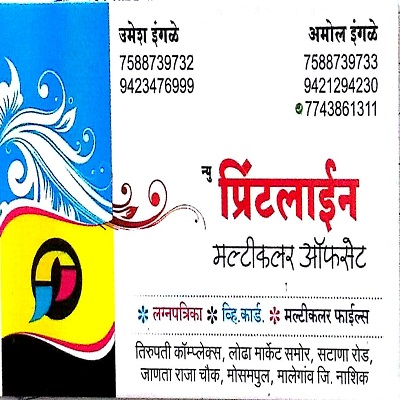 उमेश इंगळे
7588739732
9423476999
अमोल इंगळे
7588739733
9421294230
7743861311
न्यु
प्रिंटलाईन
मल्टीकलर ऑफसेट
* लग्नपत्रिका * व्हि.कार्ड. * मल्टीकलर फाईल्स
तिरुपती कॉम्प्लेक्स, लोढा मार्केट समोर, सटाणा रोड,
जाणता राजा चौक, मोसमपुल, मालेगांव जि. नाशिक